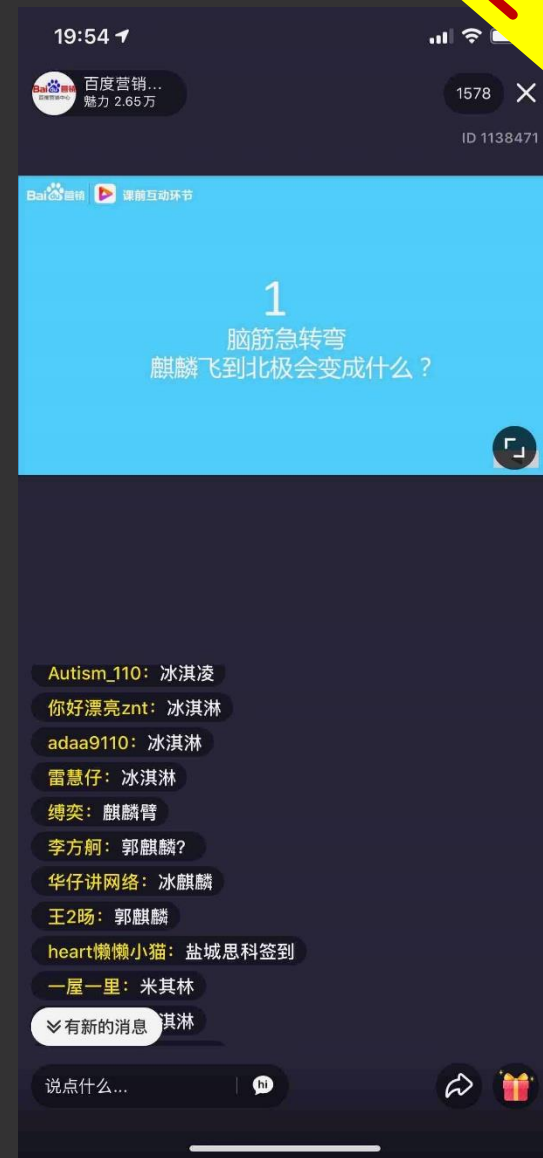 19:54
百度营销...
魅力 2.65万
1578
ID 1138471
Bai 营销 课前互动环节
1
脑筋急转弯
麒麟飞到北极会变成什么？
Autism_110：冰淇凌
你好漂亮znt：冰淇淋
adaa9110：冰淇淋
雷慧仔：冰淇淋
缚奕：麒麟臂
李方舸：郭麒麟?
华仔讲网络：冰麒麟
王2旸：郭麒麟
heart懒懒小猫：盐城思科签到
一屋一里：米其林
有新的消息 淇淋
说点什么...
hi